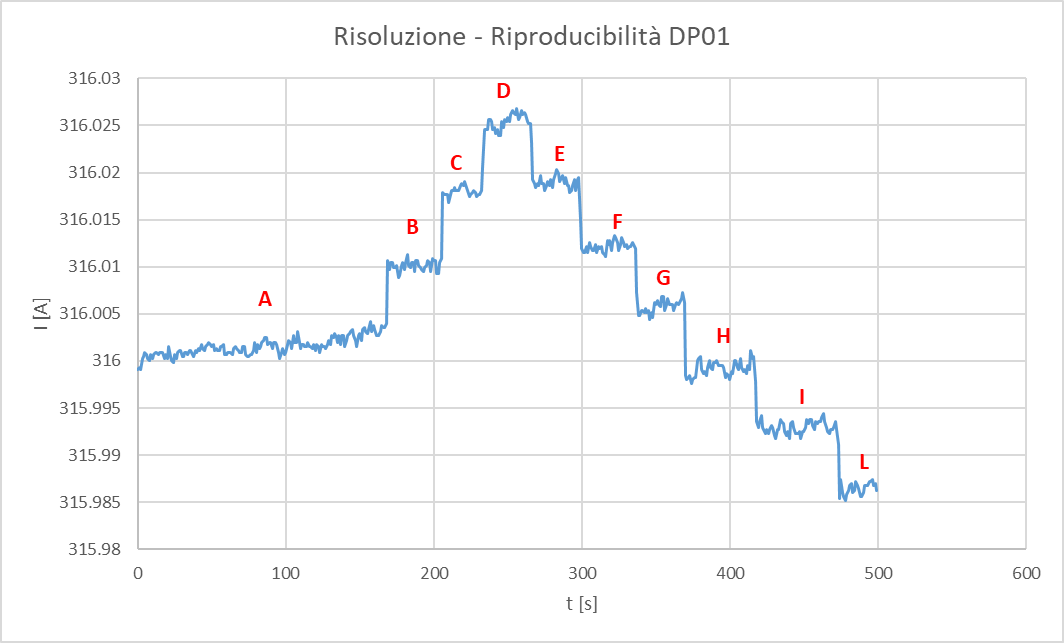 Risoluzione - Riproducibilità DP01
316.03
316.025
316.02
316.015
316.01
316.005
316
315.995
315.99
315.985
315.98
I [A]
A
B
C
D
E
F
G
H
I
L
0
100
200
300
400
500
600
t [s]